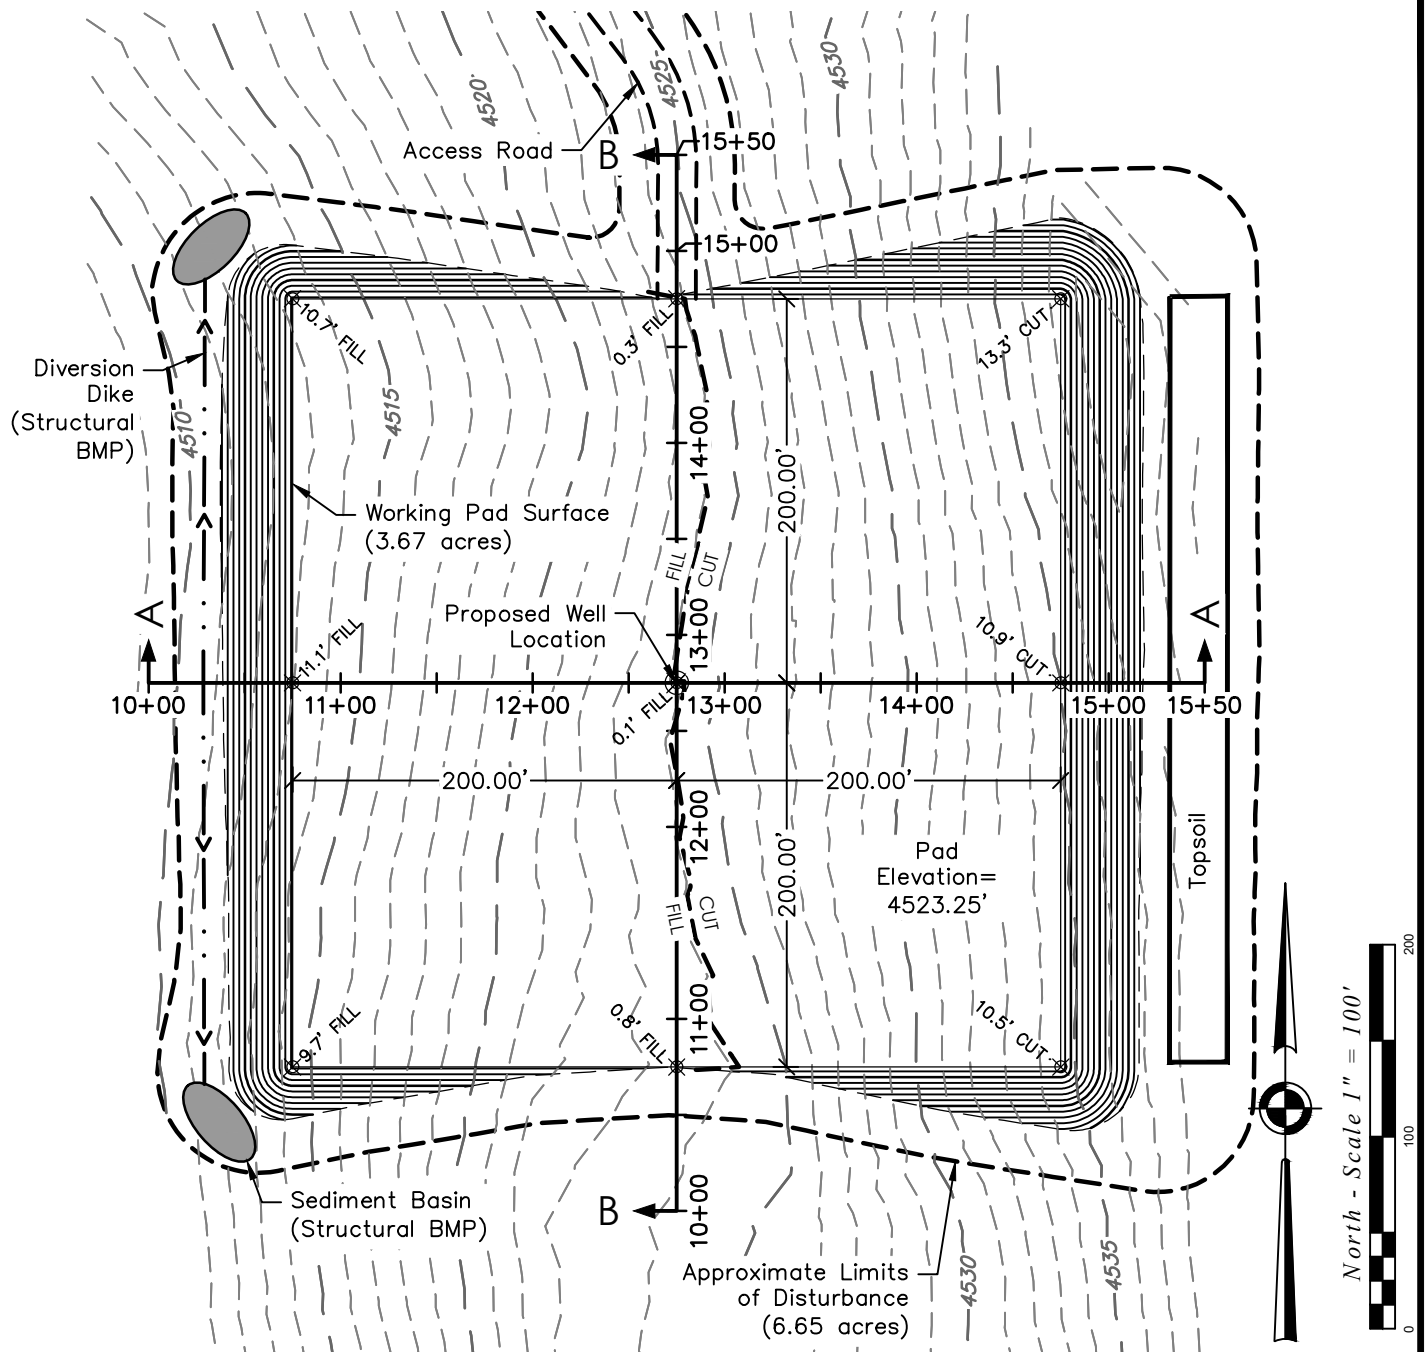 4520
4525
4530
Access Road
B
15+50
15+00
10.7' FILL
0.3' FILL
13.3' CUT
Diversion
Dike
(Structural
BMP)
4510
4515
14+00
200.00'
Working Pad Surface
(3.67 acres)
FILL
CUT
A
Proposed Well
Location
13+00
11.1' FILL
10.9' CUT
A
10+00
11+00
12+00
0.1' FILL
13+00
14+00
15+00
15+50
200.00'
200.00'
12+00
200.00'
Pad
Elevation=
4523.25'
Topsoil
FILL
CUT
9.7' FILL
0.8' FILL
11+00
10.5' CUT
Sediment Basin
(Structural BMP)
B
10+00
Approximate Limits
of Disturbance
(6.65 acres)
4530
4535
North - Scale 1" = 100'
200
100
0